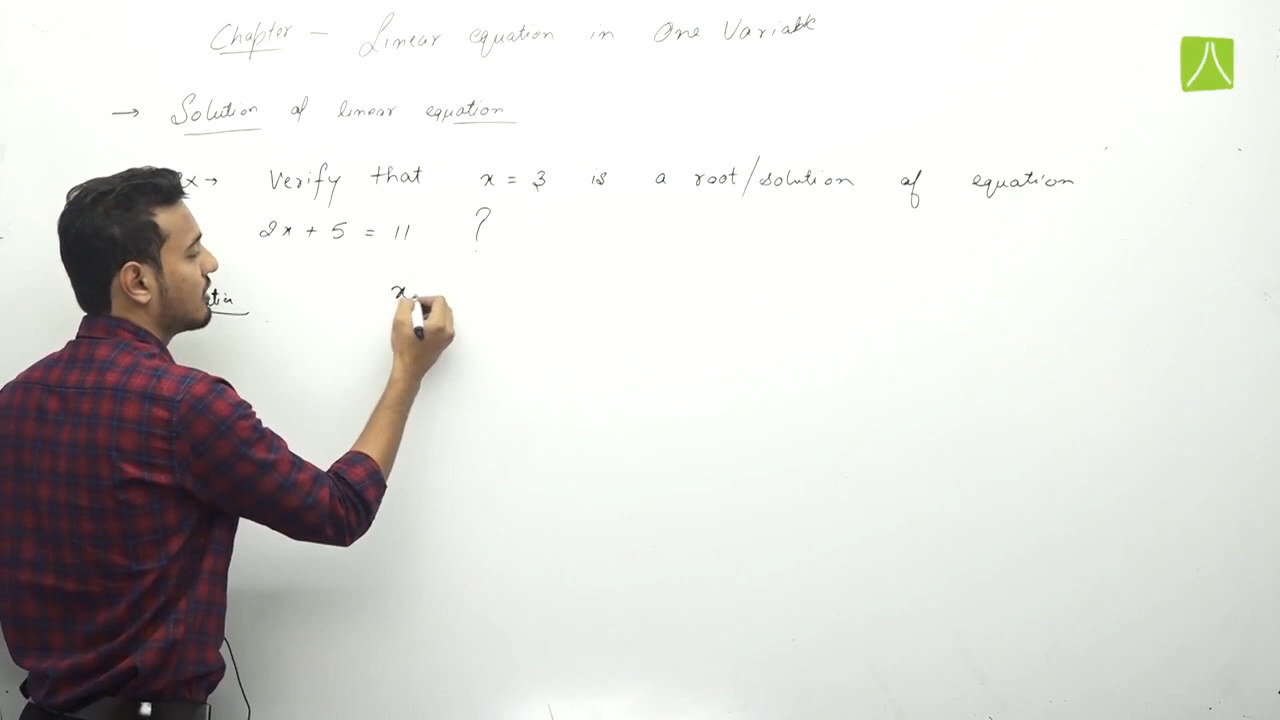 Chapter - Linear equation in One Variable
→ Solution of linear equation
Ex → Verify that x = 3 is a root/solution of equation
2x + 5 = 11 ?
x